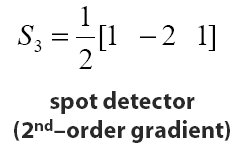 S₃ = 1/2 [1 −2 1]
spot detector
(2nd–order gradient)